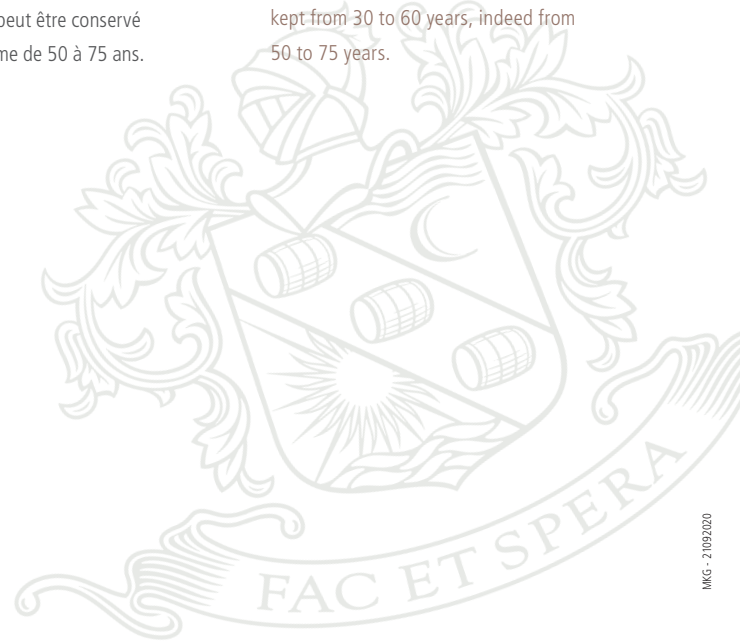 peut être conservé
me de 50 à 75 ans.
kept from 30 to 60 years, indeed from
50 to 75 years.
FAC ET SPERA
MKG - 21092020